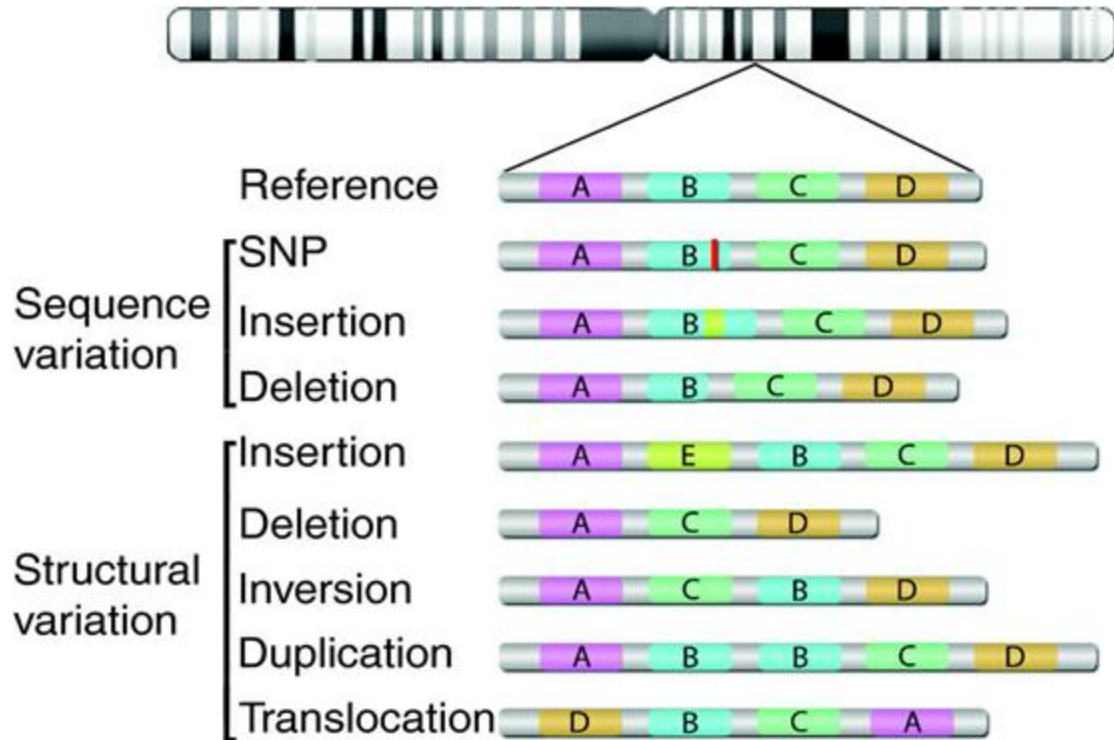 Reference A B C D
SNP A B C D
Sequence
variation
Insertion A B C D
Deletion A B C D
Insertion A E B C D
Deletion A C D
Structural
variation
Inversion A C B D
Duplication A B B C D
Translocation D B C A